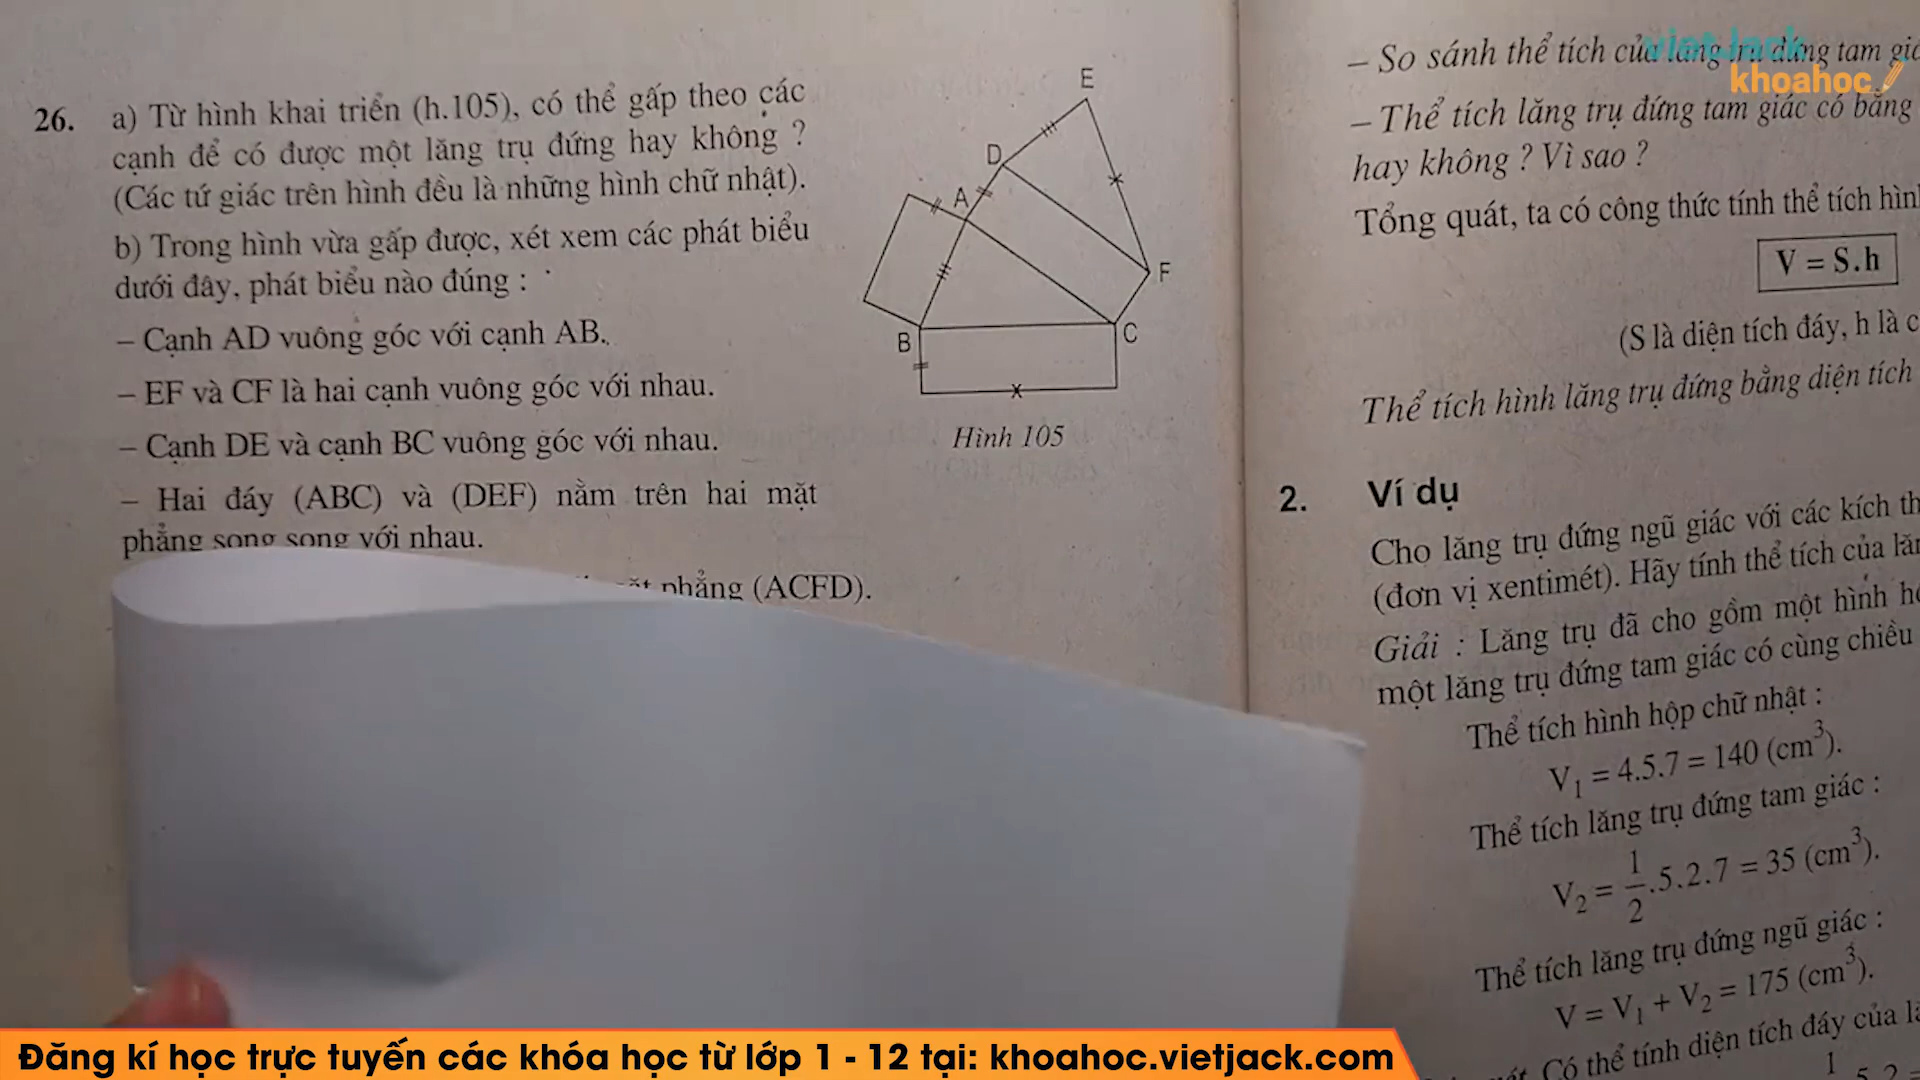 26. a) Từ hình khai triển (h.105), có thể gấp theo các
cạnh để có được một lăng trụ đứng hay không ?
(Các tứ giác trên hình đều là những hình chữ nhật).
b) Trong hình vừa gấp được, xét xem các phát biểu
dưới đây, phát biểu nào đúng :
– Cạnh AD vuông góc với cạnh AB.
– EF và CF là hai cạnh vuông góc với nhau.
– Cạnh DE và cạnh BC vuông góc với nhau.
– Hai đáy (ABC) và (DEF) nằm trên hai mặt
phẳng song song với nhau.
phẳng (ACFD).
E
D
A
F
B
C
Hình 105
– So sánh thể tích của lăng trụ đứng tam
– Thể tích lăng trụ đứng tam giác có bằng
hay không ? Vì sao ?
Tổng quát, ta có công thức tính thể tích
V = S.h
(S là diện tích đáy, h là
Thể tích hình lăng trụ đứng bằng diện tích
2. Ví dụ
Cho lăng trụ đứng ngũ giác với các kích
(đơn vị xentimét). Hãy tính thể tích của
Giải : Lăng trụ đã cho gồm một hình
một lăng trụ đứng tam giác có cùng chiều
Thể tích hình hộp chữ nhật :
V₁ = 4.5.7 = 140 (cm³).
Thể tích lăng trụ đứng tam giác :
V₂ = 1/2.5.2.7 = 35 (cm³).
Thể tích lăng trụ đứng ngũ giác :
V = V₁ + V₂ = 175 (cm³).
Có thể tính diện tích đáy của
vietJack
khoahoc
Đăng kí học trực tuyến các khóa học từ lớp 1 - 12 tại: khoahoc.vietjack.com